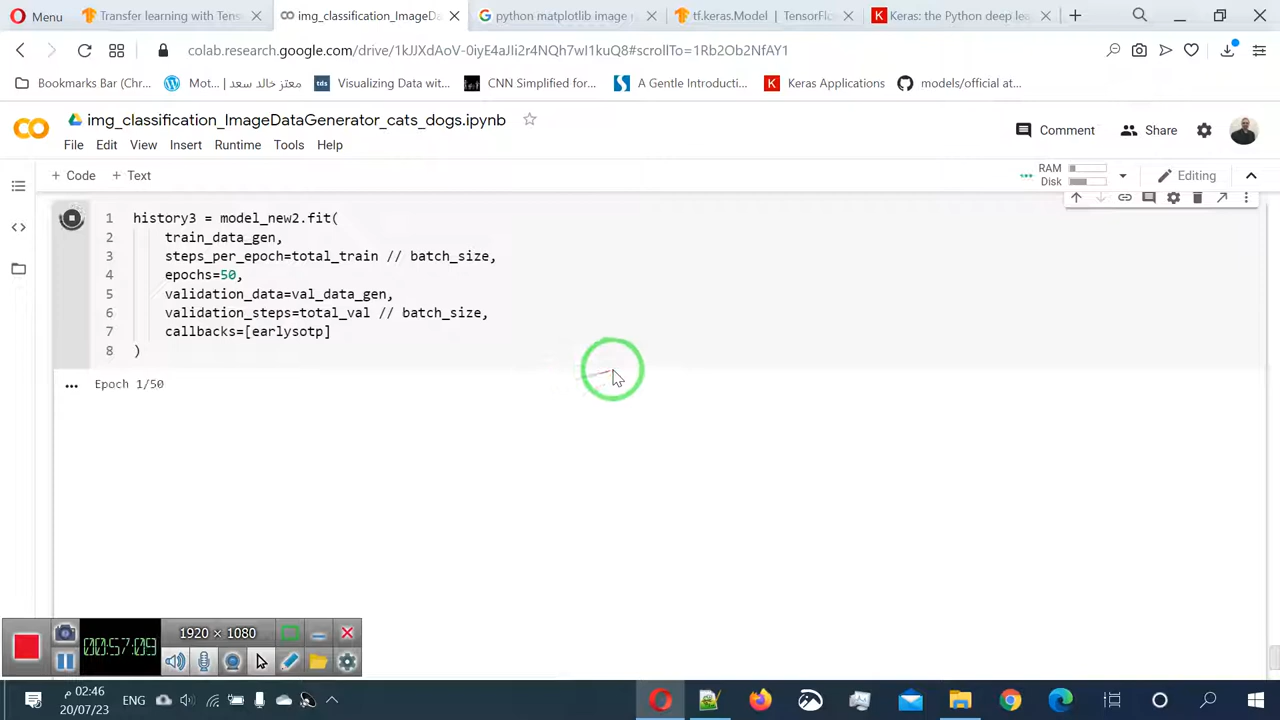 Menu
Transfer learning with Tens
img_classification_ImageDa
python matplotlib image r
tf.keras.Model | TensorFlo
Keras: the Python deep lea
colab.research.google.com/drive/1kJJXdAoV-0iyE4aJIi2r4NQh7wI1kuQ8#scrollTo=1Rb2Ob2NfAY1
Bookmarks Bar (Chr...
Mot... | معتز خالد سعد
Visualizing Data wit...
CNN Simplified for...
A Gentle Introducti...
Keras Applications
models/official at...
img_classification_ImageDataGenerator_cats_dogs.ipynb
Comment
Share
File Edit View Insert Runtime Tools Help
+ Code + Text
RAM
Disk
Editing
1 history3 = model_new2.fit(
2 train_data_gen,
3 steps_per_epoch=total_train // batch_size,
4 epochs=50,
5 validation_data=val_data_gen,
6 validation_steps=total_val // batch_size,
7 callbacks=[earlysotp]
8 )
... Epoch 1/50
00:57:09
1920 × 1080
02:46 م
20/07/23
ENG